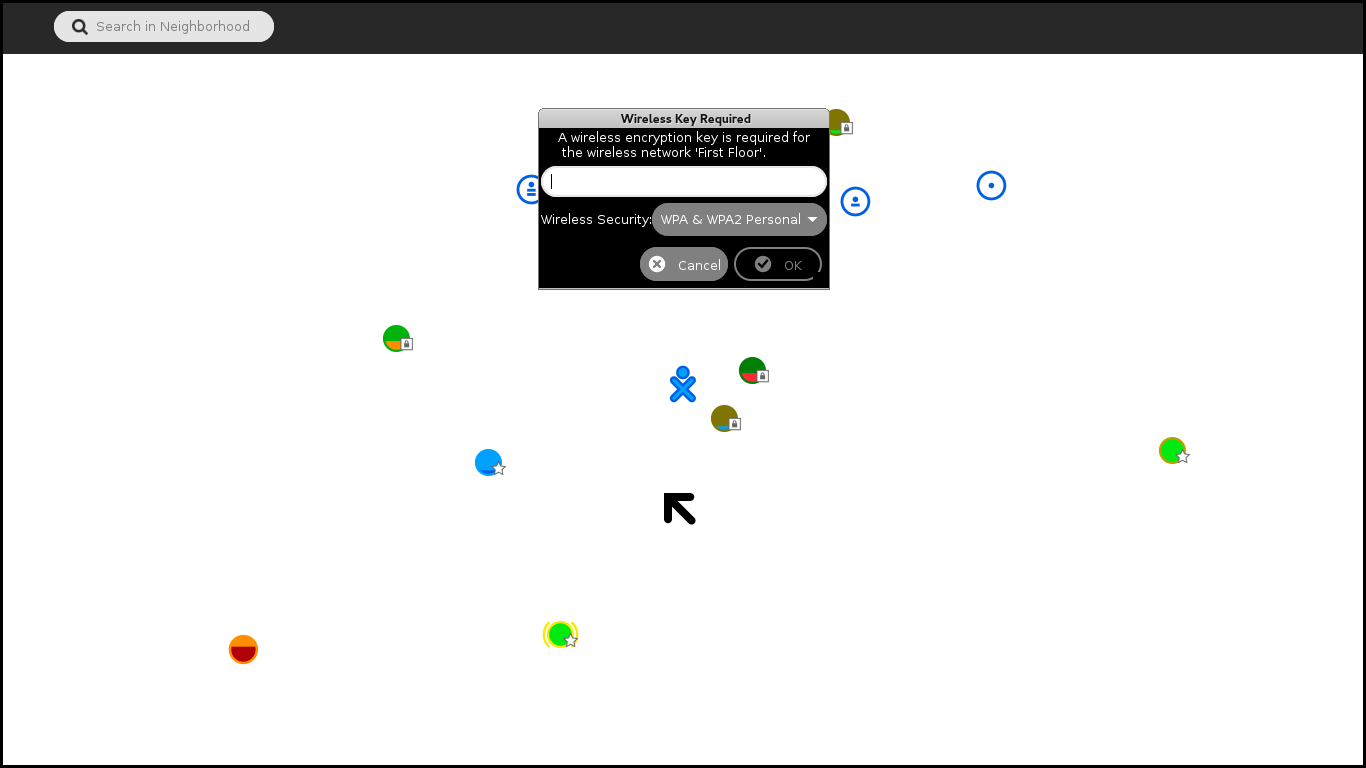 Search in Neighborhood
Wireless Key Required
A wireless encryption key is required for
the wireless network 'First Floor'.
Wireless Security: WPA & WPA2 Personal
Cancel OK